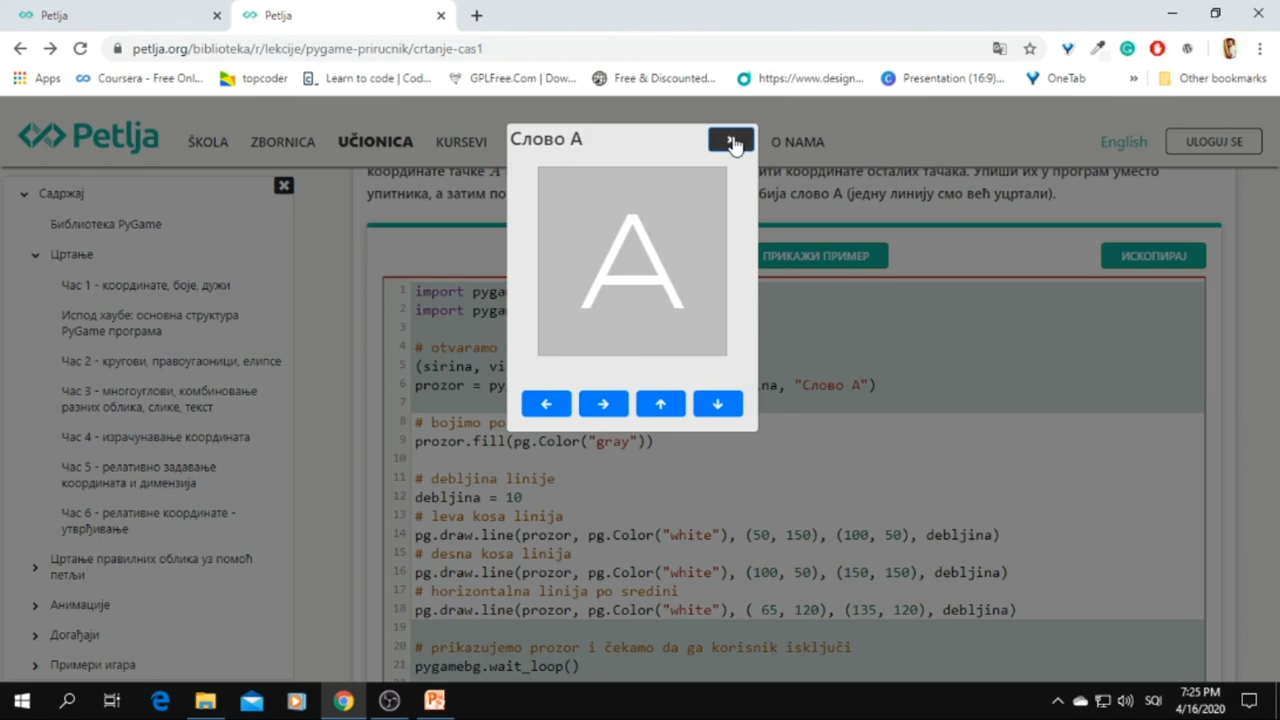 Petlja
Petlja
petlja.org/biblioteka/r/lekcije/pygame-prirucnik/crtanje-cas1
Apps
Coursera - Free Onl...
topcoder
Learn to code | Cod...
GPLFree.Com | Dow...
Free & Discounted...
https://www.design...
Presentation (16:9)...
OneTab
»
Other bookmarks
Petlja
ŠKOLA
ZBORNICA
UČIONICA
KURSEVI
O NAMA
English
ULOGUJ SE
Слово А
А
Садржај
Библиотека PyGame
Цртање
Час 1 - координате, боје, дужи
Испод хаубе: основна структура
PyGame програма
Час 2 - кругови, правоугаоници, елипсе
Час 3 - многоуглови, комбиновање
разних облика, слике, текст
Час 4 - израчунавање координата
Час 5 - релативно задавање
координата и димензија
Час 6 - релативне координате -
утврђивање
Цртање правилних облика уз помоћ
петљи
Анимације
Догађаји
Примери игара
координате тачке A ити координате осталих тачака. Упиши их у програм уместо
упитника, а затим бија слово А (једну линију смо већ уцртали).
ПРИКАЖИ ПРИМЕР
ИСКОПИРАЈ
1 import
2 import
3
4 # otvaramo
5 (sirina,
6 prozor = "Слово А")
7
8 # bojimo
9 prozor.fill(pg.Color("gray"))
10
11 # debljina linije
12 debljina = 10
13 # leva kosa linija
14 pg.draw.line(prozor, pg.Color("white"), (50, 150), (100, 50), debljina)
15 # desna kosa linija
16 pg.draw.line(prozor, pg.Color("white"), (100, 50), (150, 150), debljina)
17 # horizontalna linija po sredini
18 pg.draw.line(prozor, pg.Color("white"), ( 65, 120), (135, 120), debljina)
19
20 # prikazujemo prozor i čekamo da ga korisnik isključi
21 pygamebg.wait_loop()
SQI
7:25 PM
4/16/2020